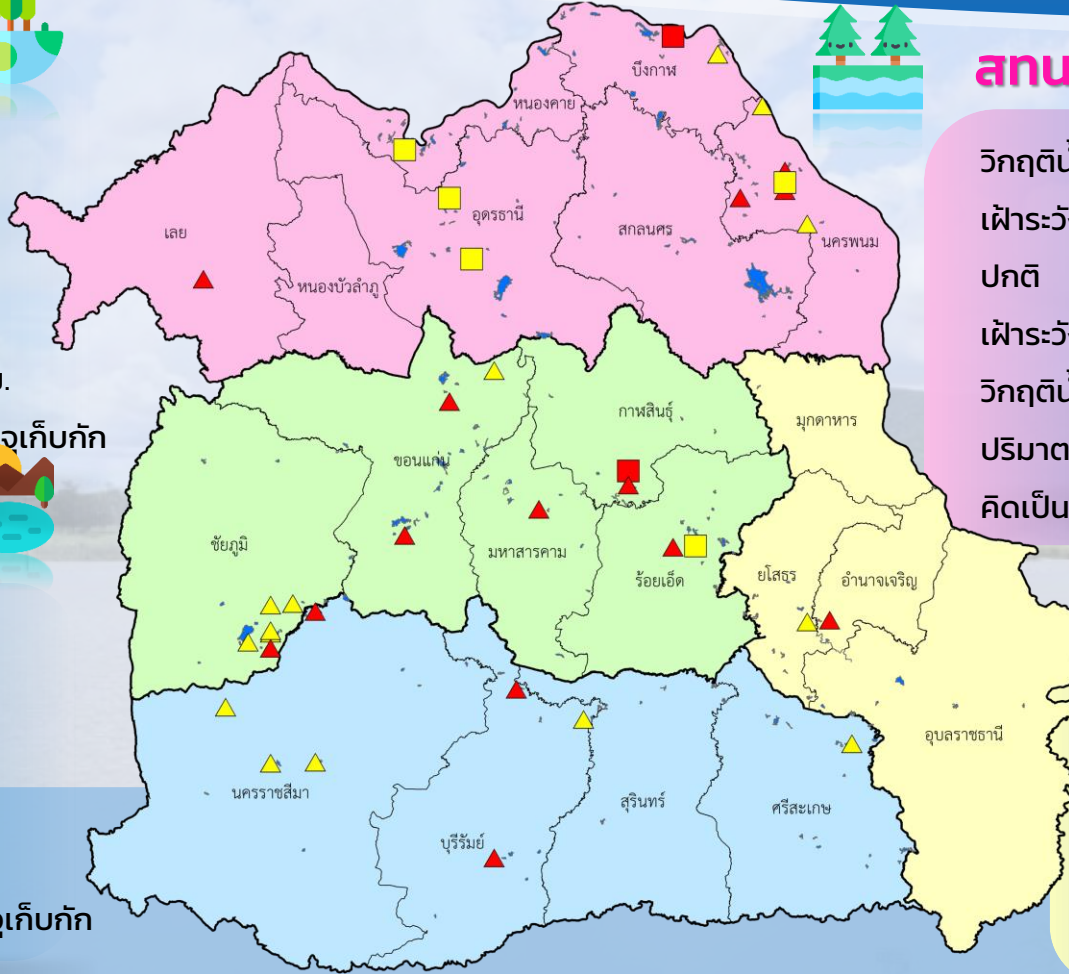 สทน
วิกฤติน้
เฝ้าระวัง
ปกติ
เฝ้าระวัง
วิกฤติน้
ปริมาต
คิดเป็น
ม.
จุเก็บกัก
จุเก็บกัก
บึงกาฬ
หนองคาย
เลย
อุดรธานี
สกลนคร
นครพนม
หนองบัวลำภู
กาฬสินธุ์
มุกดาหาร
ขอนแก่น
ชัยภูมิ
มหาสารคาม
ร้อยเอ็ด
ยโสธร
อำนาจเจริญ
อุบลราชธานี
นครราชสีมา
สุรินทร์
ศรีสะเกษ
บุรีรัมย์